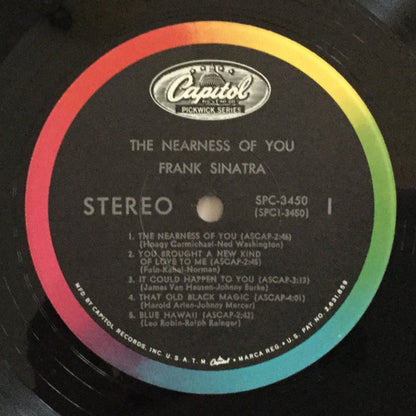 Capitol
PICKWICK SERIES
THE NEARNESS OF YOU
FRANK SINATRA
STEREO
SPC-3450
(SPC1-3450)
1
1. THE NEARNESS OF YOU (ASCAP-2:46)
(Hoagy Carmichael-Ned Washington)
2. YOU BROUGHT A NEW KIND
OF LOVE TO ME (ASCAP-2:45)
(Fain-Kahal-Norman)
3. IT COULD HAPPEN TO YOU (ASCAP-3:13)
(James Van Heusen-Johnny Burke)
4. THAT OLD BLACK MAGIC (ASCAP-4:01)
(Harold Arlen-Johnny Mercer)
5. BLUE HAWAII (ASCAP-2:42)
(Leo Robin-Ralph Rainger)
MFD. BY CAPITOL RECORDS, INC. U.S.A. T.M. Capitol MARCA REG. • U.S. PAT. NO. 2,631,859